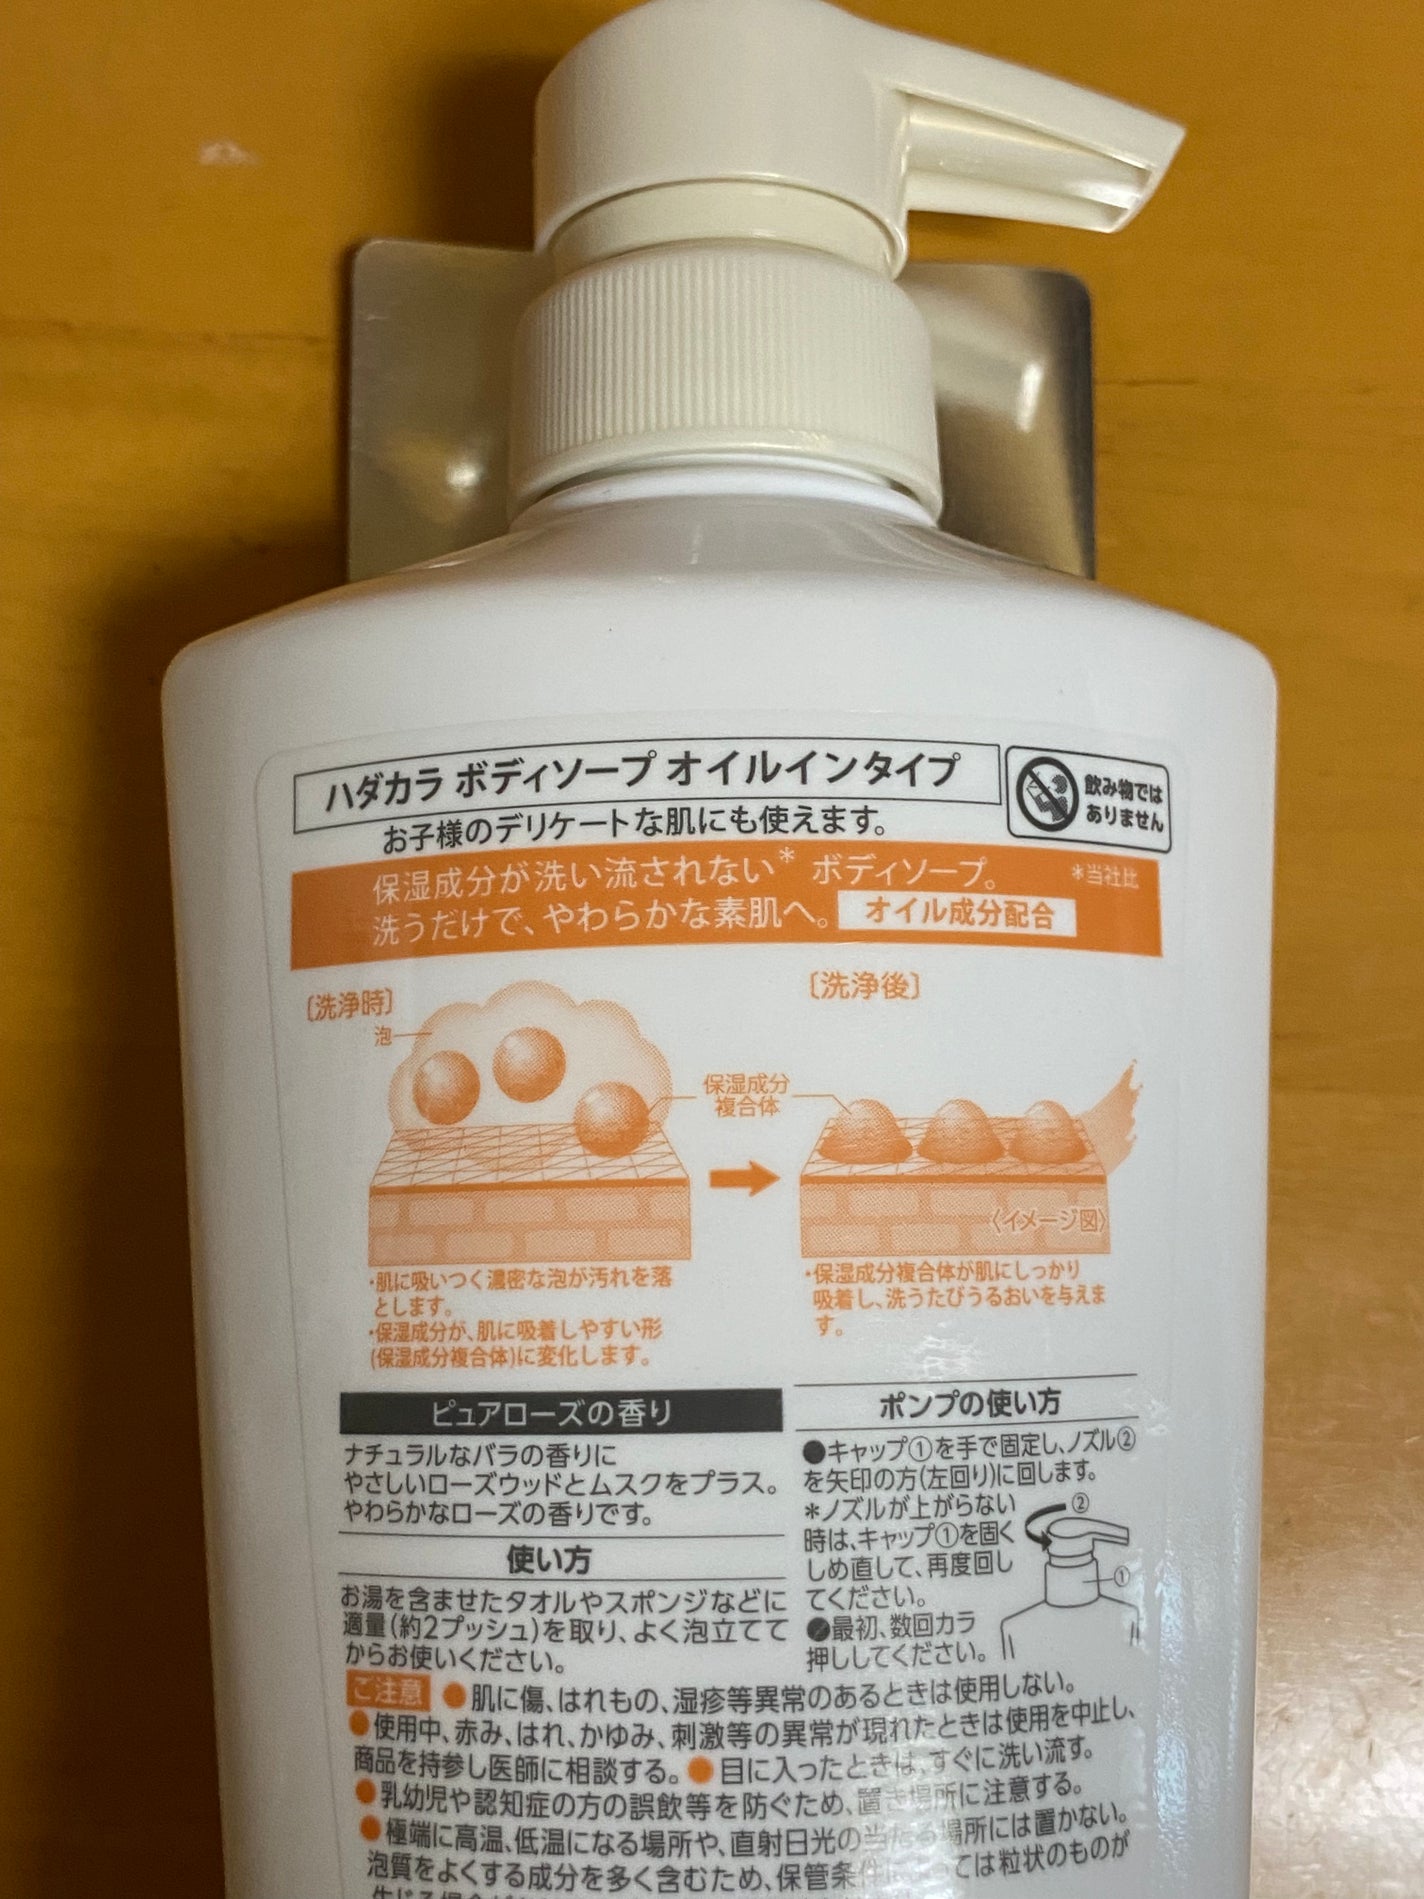 ハダカラ ボディソープ オイルインタイプ
飲み物では
ありません
お子様のデリケートな肌にも使えます。
保湿成分が洗い流されない* ボディソープ。
*当社比
洗うだけで、やわらかな素肌へ。 オイル成分配合
〔洗浄時〕
泡
〔洗浄後〕
保湿成分
複合体
〈イメージ図〉
・肌に吸いつく濃密な泡が汚れを落
とします。
・保湿成分が、肌に吸着しやすい形
(保湿成分複合体)に変化します。
・保湿成分複合体が肌にしっかり
吸着し、洗うたびうるおいを与えま
す。
ピュアローズの香り
ナチュラルなバラの香りに
やさしいローズウッドとムスクをプラス。
やわらかなローズの香りです。
使い方
お湯を含ませたタオルやスポンジなどに
適量(約2プッシュ)を取り、よく泡立てて
からお使いください。
ポンプの使い方
●キャップ①を手で固定し、ノズル②
を矢印の方(左回り)に回します。
*ノズルが上がらない
時は、キャップ①を固く
しめ直して、再度回し
てください。
●最初、数回カラ
押ししてください。
②
①
ご注意 ●肌に傷、はれもの、湿疹等異常のあるときは使用しない。
●使用中、赤み、はれ、かゆみ、刺激等の異常が現れたときは使用を中止し、
商品を持参し医師に相談する。●目に入ったときは、すぐに洗い流す。
●乳幼児や認知症の方の誤飲等を防ぐため、置き場所に注意する。
●極端に高温、低温になる場所や、直射日光の当たる場所には置かない。
泡質をよくする成分を多く含むため、保管条件によっては粒状のものが